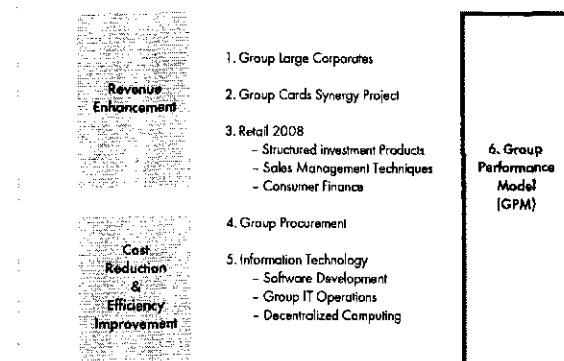 Revenue
Enhancement
1. Group Large Corporates
2. Group Cards Synergy Project
3. Retail 2008
– Structured investment Products
– Sales Management Techniques
– Consumer Finance
4. Group Procurement
Cost
Reduction
&
Efficiency
Improvement
5. Information Technology
– Software Development
– Group IT Operations
– Decentralized Computing
6. Group
Performance
Model
(GPM)